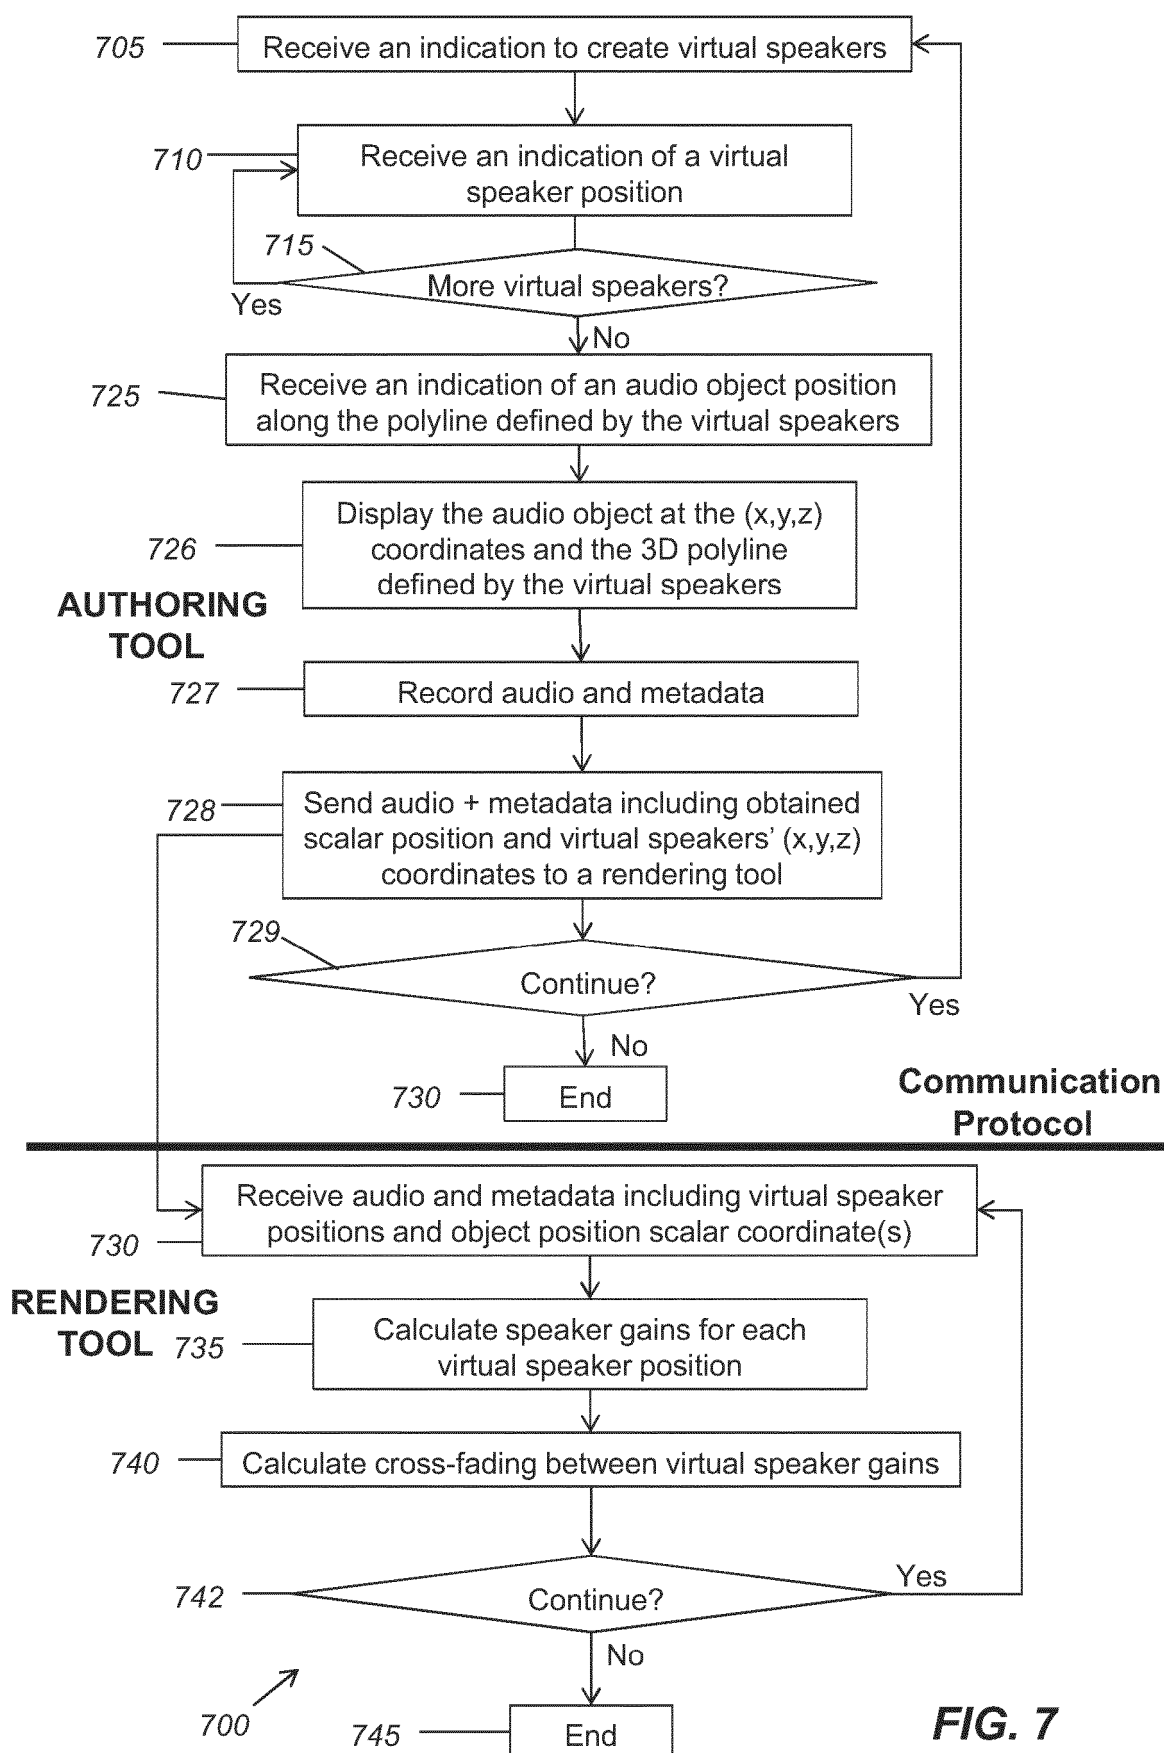 705
Receive an indication to create virtual speakers
710
Receive an indication of a virtual
speaker position
715
More virtual speakers?
Yes
No
725
Receive an indication of an audio object position
along the polyline defined by the virtual speakers
726
Display the audio object at the (x,y,z)
coordinates and the 3D polyline
defined by the virtual speakers
AUTHORING
TOOL
727
Record audio and metadata
728
Send audio + metadata including obtained
scalar position and virtual speakers’ (x,y,z)
coordinates to a rendering tool
729
Continue?
Yes
No
730
End
Communication
Protocol
Receive audio and metadata including virtual speaker
positions and object position scalar coordinate(s)
730
RENDERING
TOOL
735
Calculate speaker gains for each
virtual speaker position
740
Calculate cross-fading between virtual speaker gains
742
Continue?
Yes
No
700
745
End
FIG. 7